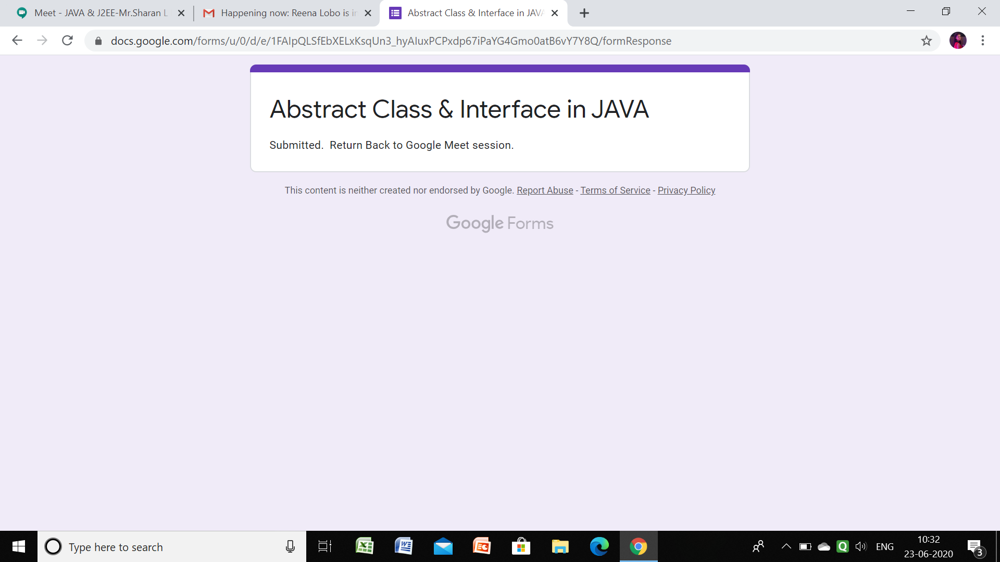 Meet - JAVA & J2EE-Mr.Sharan L
Happening now: Reena Lobo is in
Abstract Class & Interface in JAVA
docs.google.com/forms/u/0/d/e/1FAIpQLSfEbXELxKsqUn3_hyAIuxPCPxdp67iPaYG4Gmo0atB6vY7Y8Q/formResponse
Abstract Class & Interface in JAVA
Submitted.  Return Back to Google Meet session.
This content is neither created nor endorsed by Google. Report Abuse - Terms of Service - Privacy Policy
Google Forms
Type here to search
ENG
10:32
23-06-2020
3